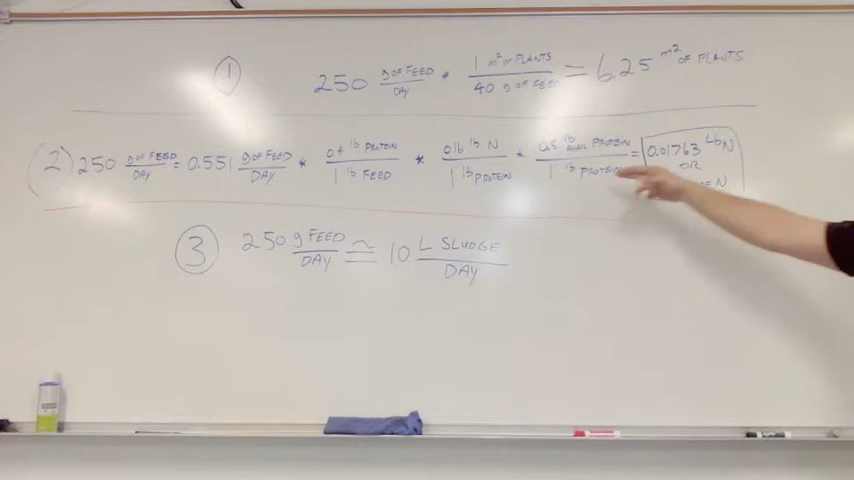 1 250 g OF FEED/DAY • 1 m² OF PLANTS/40 g OF FEED = 6.25 m² OF PLANTS
2) 250 g OF FEED/DAY = 0.551 g OF FEED/DAY * 0.4 lb PROTEIN/1 lb FEED * 0.16 lb N/1 lb PROTEIN * 0.5 lb AVAIL PROTEIN/1 lb PROTEIN = 0.01763 Lb N
OR
N
3 250 g FEED/DAY ≅ 10 L SLUDGE/DAY